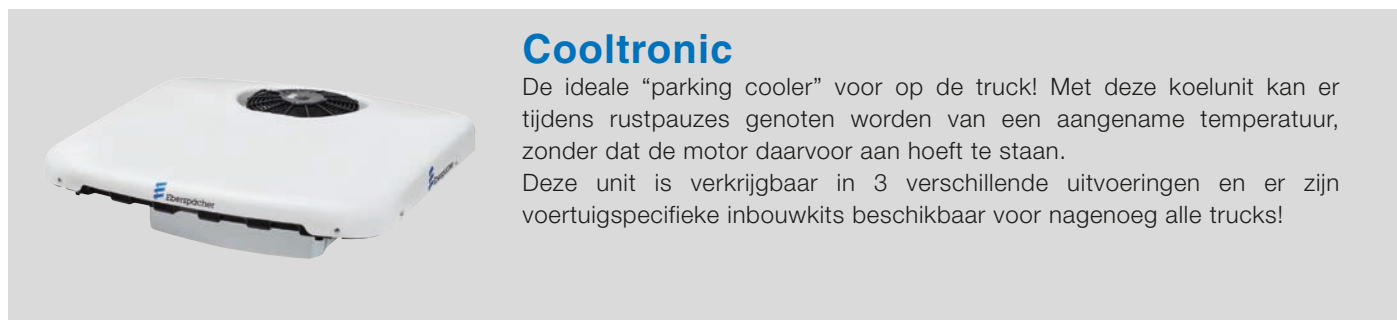 Cooltronic
De ideale “parking cooler” voor op de truck! Met deze koelunit kan er
tijdens rustpauzes genoten worden van een aangename temperatuur,
zonder dat de motor daarvoor aan hoeft te staan.
Deze unit is verkrijgbaar in 3 verschillende uitvoeringen en er zijn
voertuigspecifieke inbouwkits beschikbaar voor nagenoeg alle trucks!
Eberspächer
Eberspächer